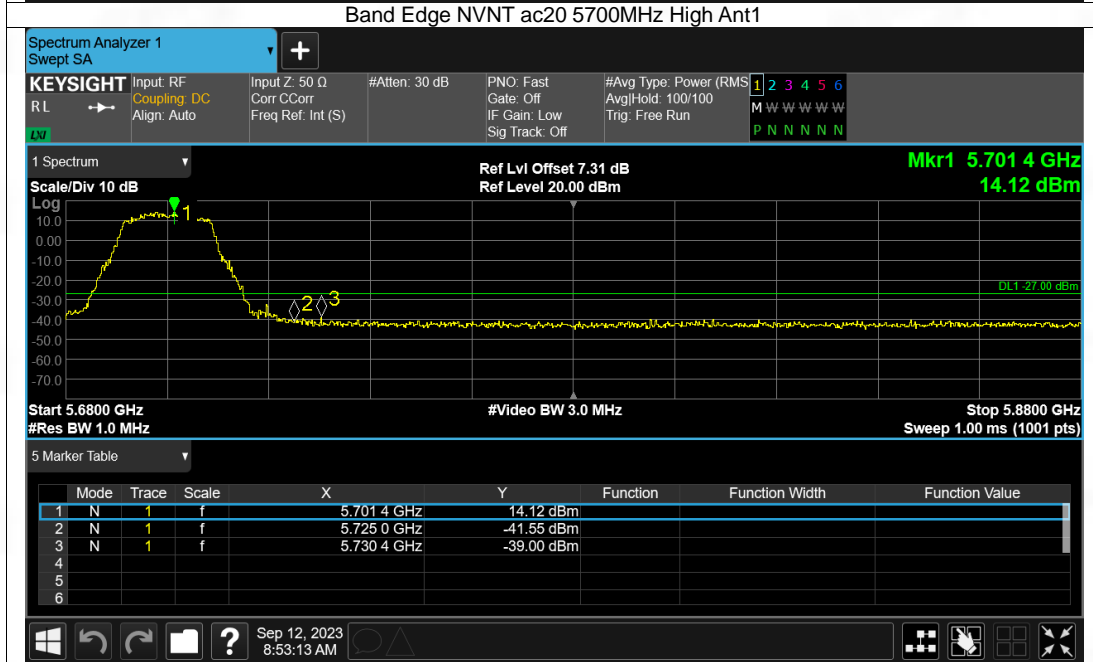 Band Edge NVNT ac20 5700MHz High Ant1
Spectrum Analyzer 1
Swept SA
+
KEYSIGHT Input: RF Input Z: 50 Ω #Atten: 30 dB PNO: Fast #Avg Type: Power (RMS 1 2 3 4 5 6
R L Coupling: DC Corr CCorr Gate: Off Avg|Hold: 100/100 M W W W W W
Align: Auto Freq Ref: Int (S) IF Gain: Low Trig: Free Run
LXI Sig Track: Off P N N N N N
1 Spectrum Ref Lvl Offset 7.31 dB Mkr1 5.701 4 GHz
Scale/Div 10 dB Ref Level 20.00 dBm 14.12 dBm
Log
1
10.0
0.00
-10.0
-20.0
DL1 -27.00 dBm
-30.0
2 3
-40.0
-50.0
-60.0
-70.0
Start 5.6800 GHz #Video BW 3.0 MHz Stop 5.8800 GHz
#Res BW 1.0 MHz Sweep 1.00 ms (1001 pts)
5 Marker Table
Mode Trace Scale X Y Function Function Width Function Value
1 N 1 f 5.701 4 GHz 14.12 dBm
2 N 1 f 5.725 0 GHz -41.55 dBm
3 N 1 f 5.730 4 GHz -39.00 dBm
4
5
6
? Sep 12, 2023
8:53:13 AM